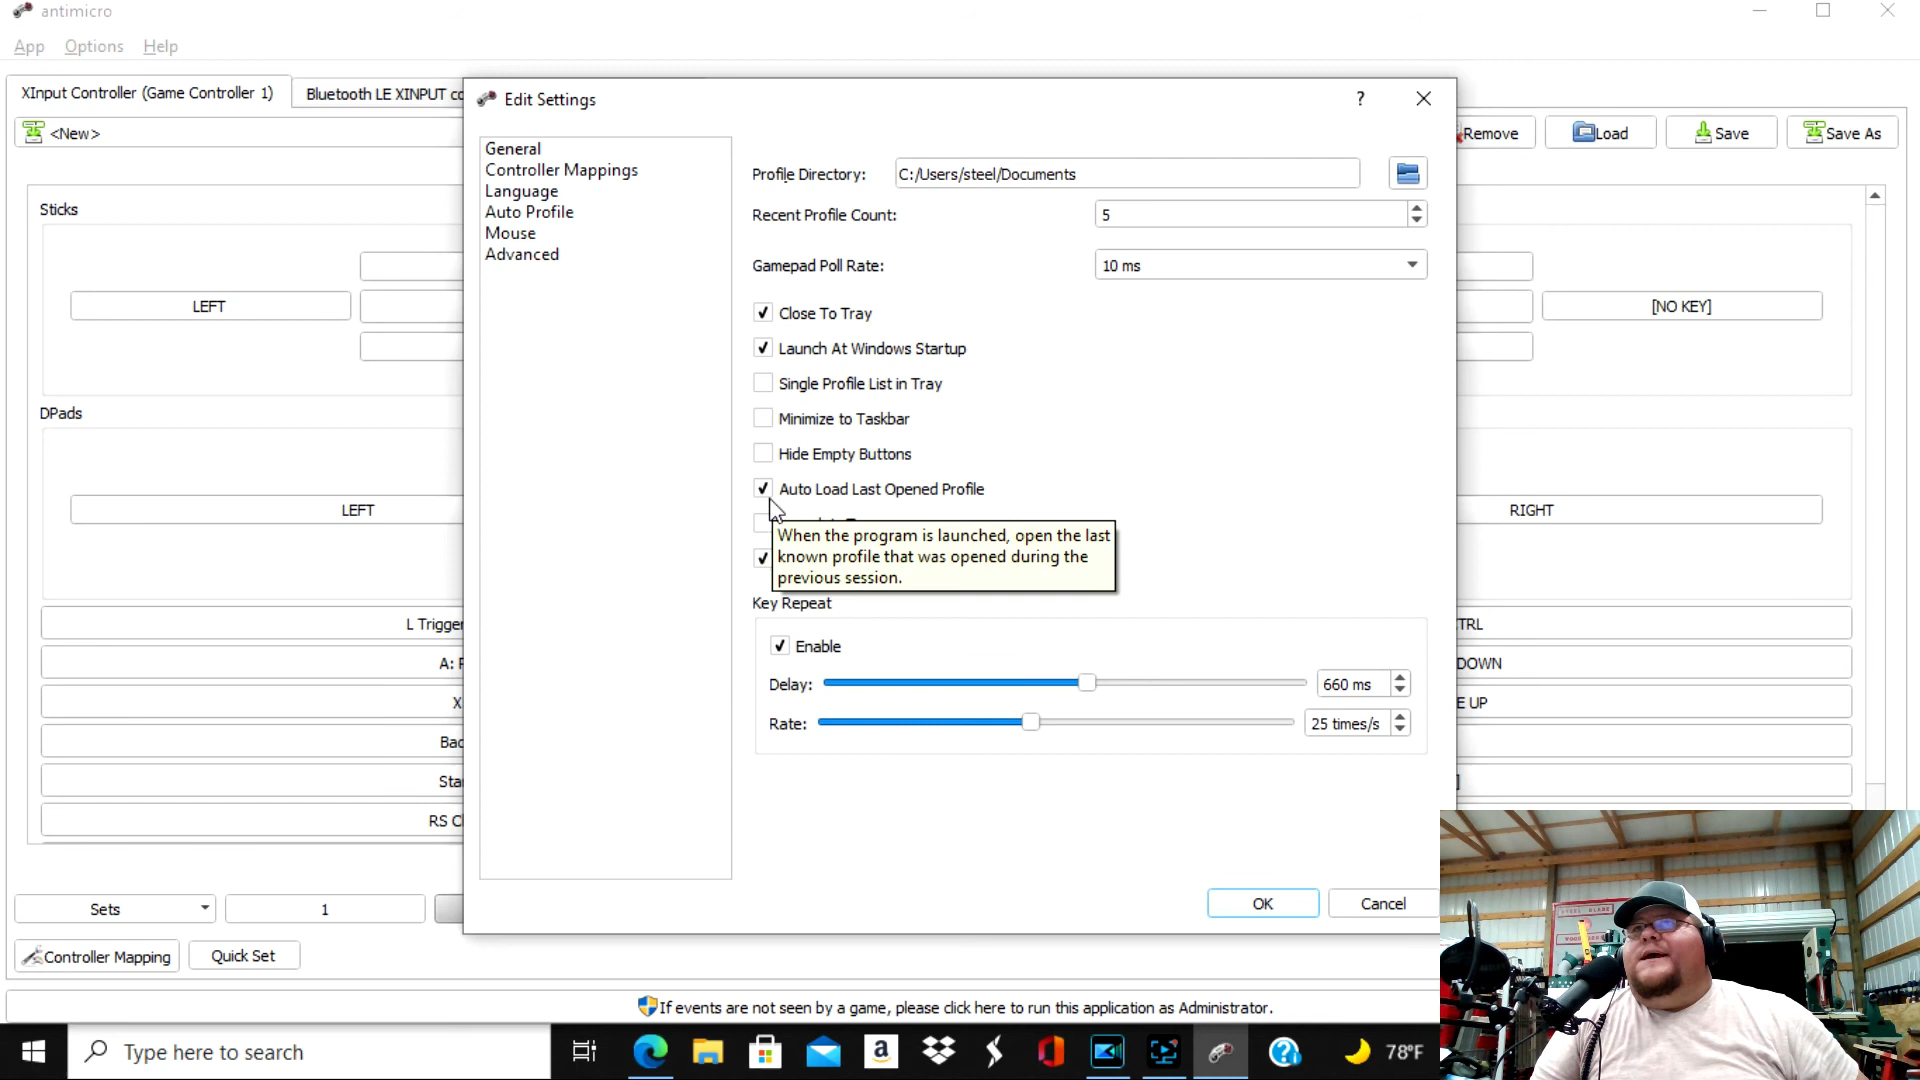 antimicro
App Options Help
XInput Controller (Game Controller 1)
Bluetooth LE XINPUT co
<New>
Remove
Load
Save
Save As
Edit Settings
?
General
Controller Mappings
Language
Auto Profile
Mouse
Advanced
Profile Directory:
C:/Users/steel/Documents
Recent Profile Count:
5
Gamepad Poll Rate:
10 ms
Close To Tray
Launch At Windows Startup
Single Profile List in Tray
Minimize to Taskbar
Hide Empty Buttons
Auto Load Last Opened Profile
When the program is launched, open the last
known profile that was opened during the
previous session.
Key Repeat
Enable
Delay:
660 ms
Rate:
25 times/s
OK
Cancel
Sticks
LEFT
[NO KEY]
DPads
LEFT
RIGHT
L Trigger
TRL
A:
DOWN
X
E UP
Bac
Star
]
RS Cl
Sets
1
Controller Mapping
Quick Set
If events are not seen by a game, please click here to run this application as Administrator.
Type here to search
a
78°F